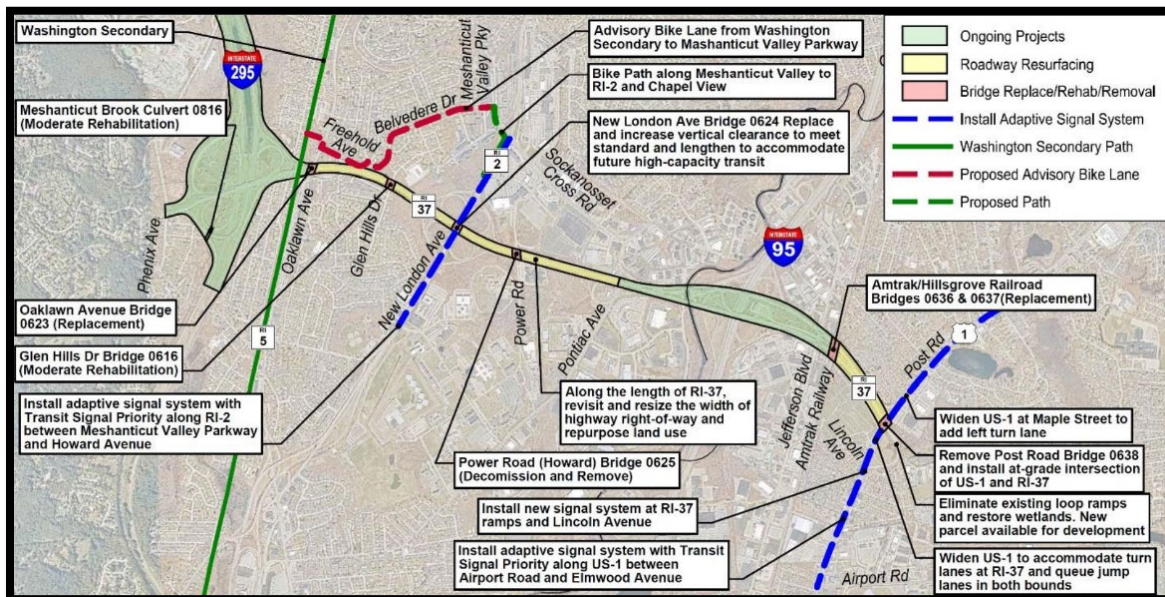 Washington Secondary
INTERSTATE
295
Meshanticut Brook Culvert 0816
(Moderate Rehabilitation)
Advisory Bike Lane from Washington
Secondary to Mashanticut Valley Parkway
Bike Path along Meshanticut Valley to
RI-2 and Chapel View
New London Ave Bridge 0624 Replace
and increase vertical clearance to meet
standard and lengthen to accommodate
future high-capacity transit
Ongoing Projects
Roadway Resurfacing
Bridge Replace/Rehab/Removal
Install Adaptive Signal System
Washington Secondary Path
Proposed Advisory Bike Lane
Proposed Path
Meshanticut
Valley Pky
Belvedere Dr
Freehold
Ave
RI
2
Sockanosset
Cross Rd
INTERSTATE
95
Phenix Ave
Oaklawn Ave
Glen Hills Dr
RI
37
New London Ave
Power Rd
Pontiac Ave
Oaklawn Avenue Bridge
0623 (Replacement)
RI
5
Glen Hills Dr Bridge 0616
(Moderate Rehabilitation)
Install adaptive signal system with
Transit Signal Priority along RI-2
between Meshanticut Valley Parkway
and Howard Avenue
Along the length of RI-37,
revisit and resize the width of
highway right-of-way and
repurpose land use
Power Road (Howard) Bridge 0625
(Decomission and Remove)
Install new signal system at RI-37
ramps and Lincoln Avenue
Install adaptive signal system with Transit
Signal Priority along US-1 between
Airport Road and Elmwood Avenue
Amtrak/Hillsgrove Railroad
Bridges 0636 & 0637(Replacement)
1
Post Rd
Jefferson Blvd
Amtrak Railway
RI
37
Lincoln
Ave
Widen US-1 at Maple Street to
add left turn lane
Remove Post Road Bridge 0638
and install at-grade intersection
of US-1 and RI-37
Eliminate existing loop ramps
and restore wetlands. New
parcel available for development
Widen US-1 to accommodate turn
lanes at RI-37 and queue jump
lanes in both bounds
Airport Rd